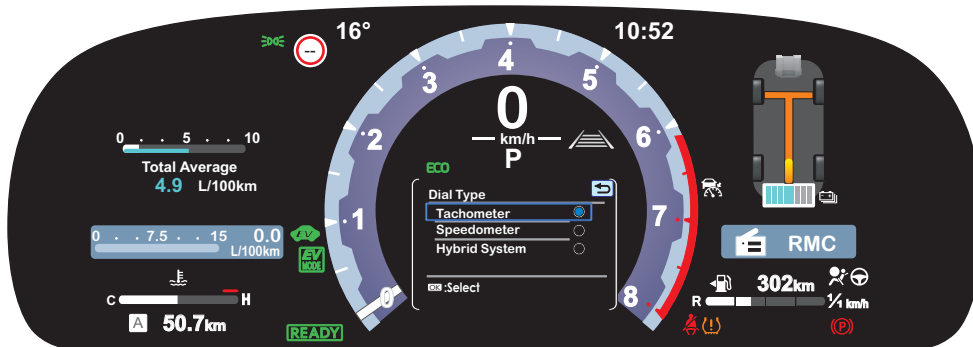 16°
10:52
--
0 . . 5 . . 10
Total Average
4.9 L/100km
0 . . 7.5 . . 15 0.0
L/100km
EV
EV
MODE
C H
A 50.7km
READY
0
1
2
3
4
5
6
7
8
0
km/h
P
ECO
Dial Type
Tachometer
Speedometer
Hybrid System
OK :Select
RMC
302km
R 1/1 km/h
(!)
(P)